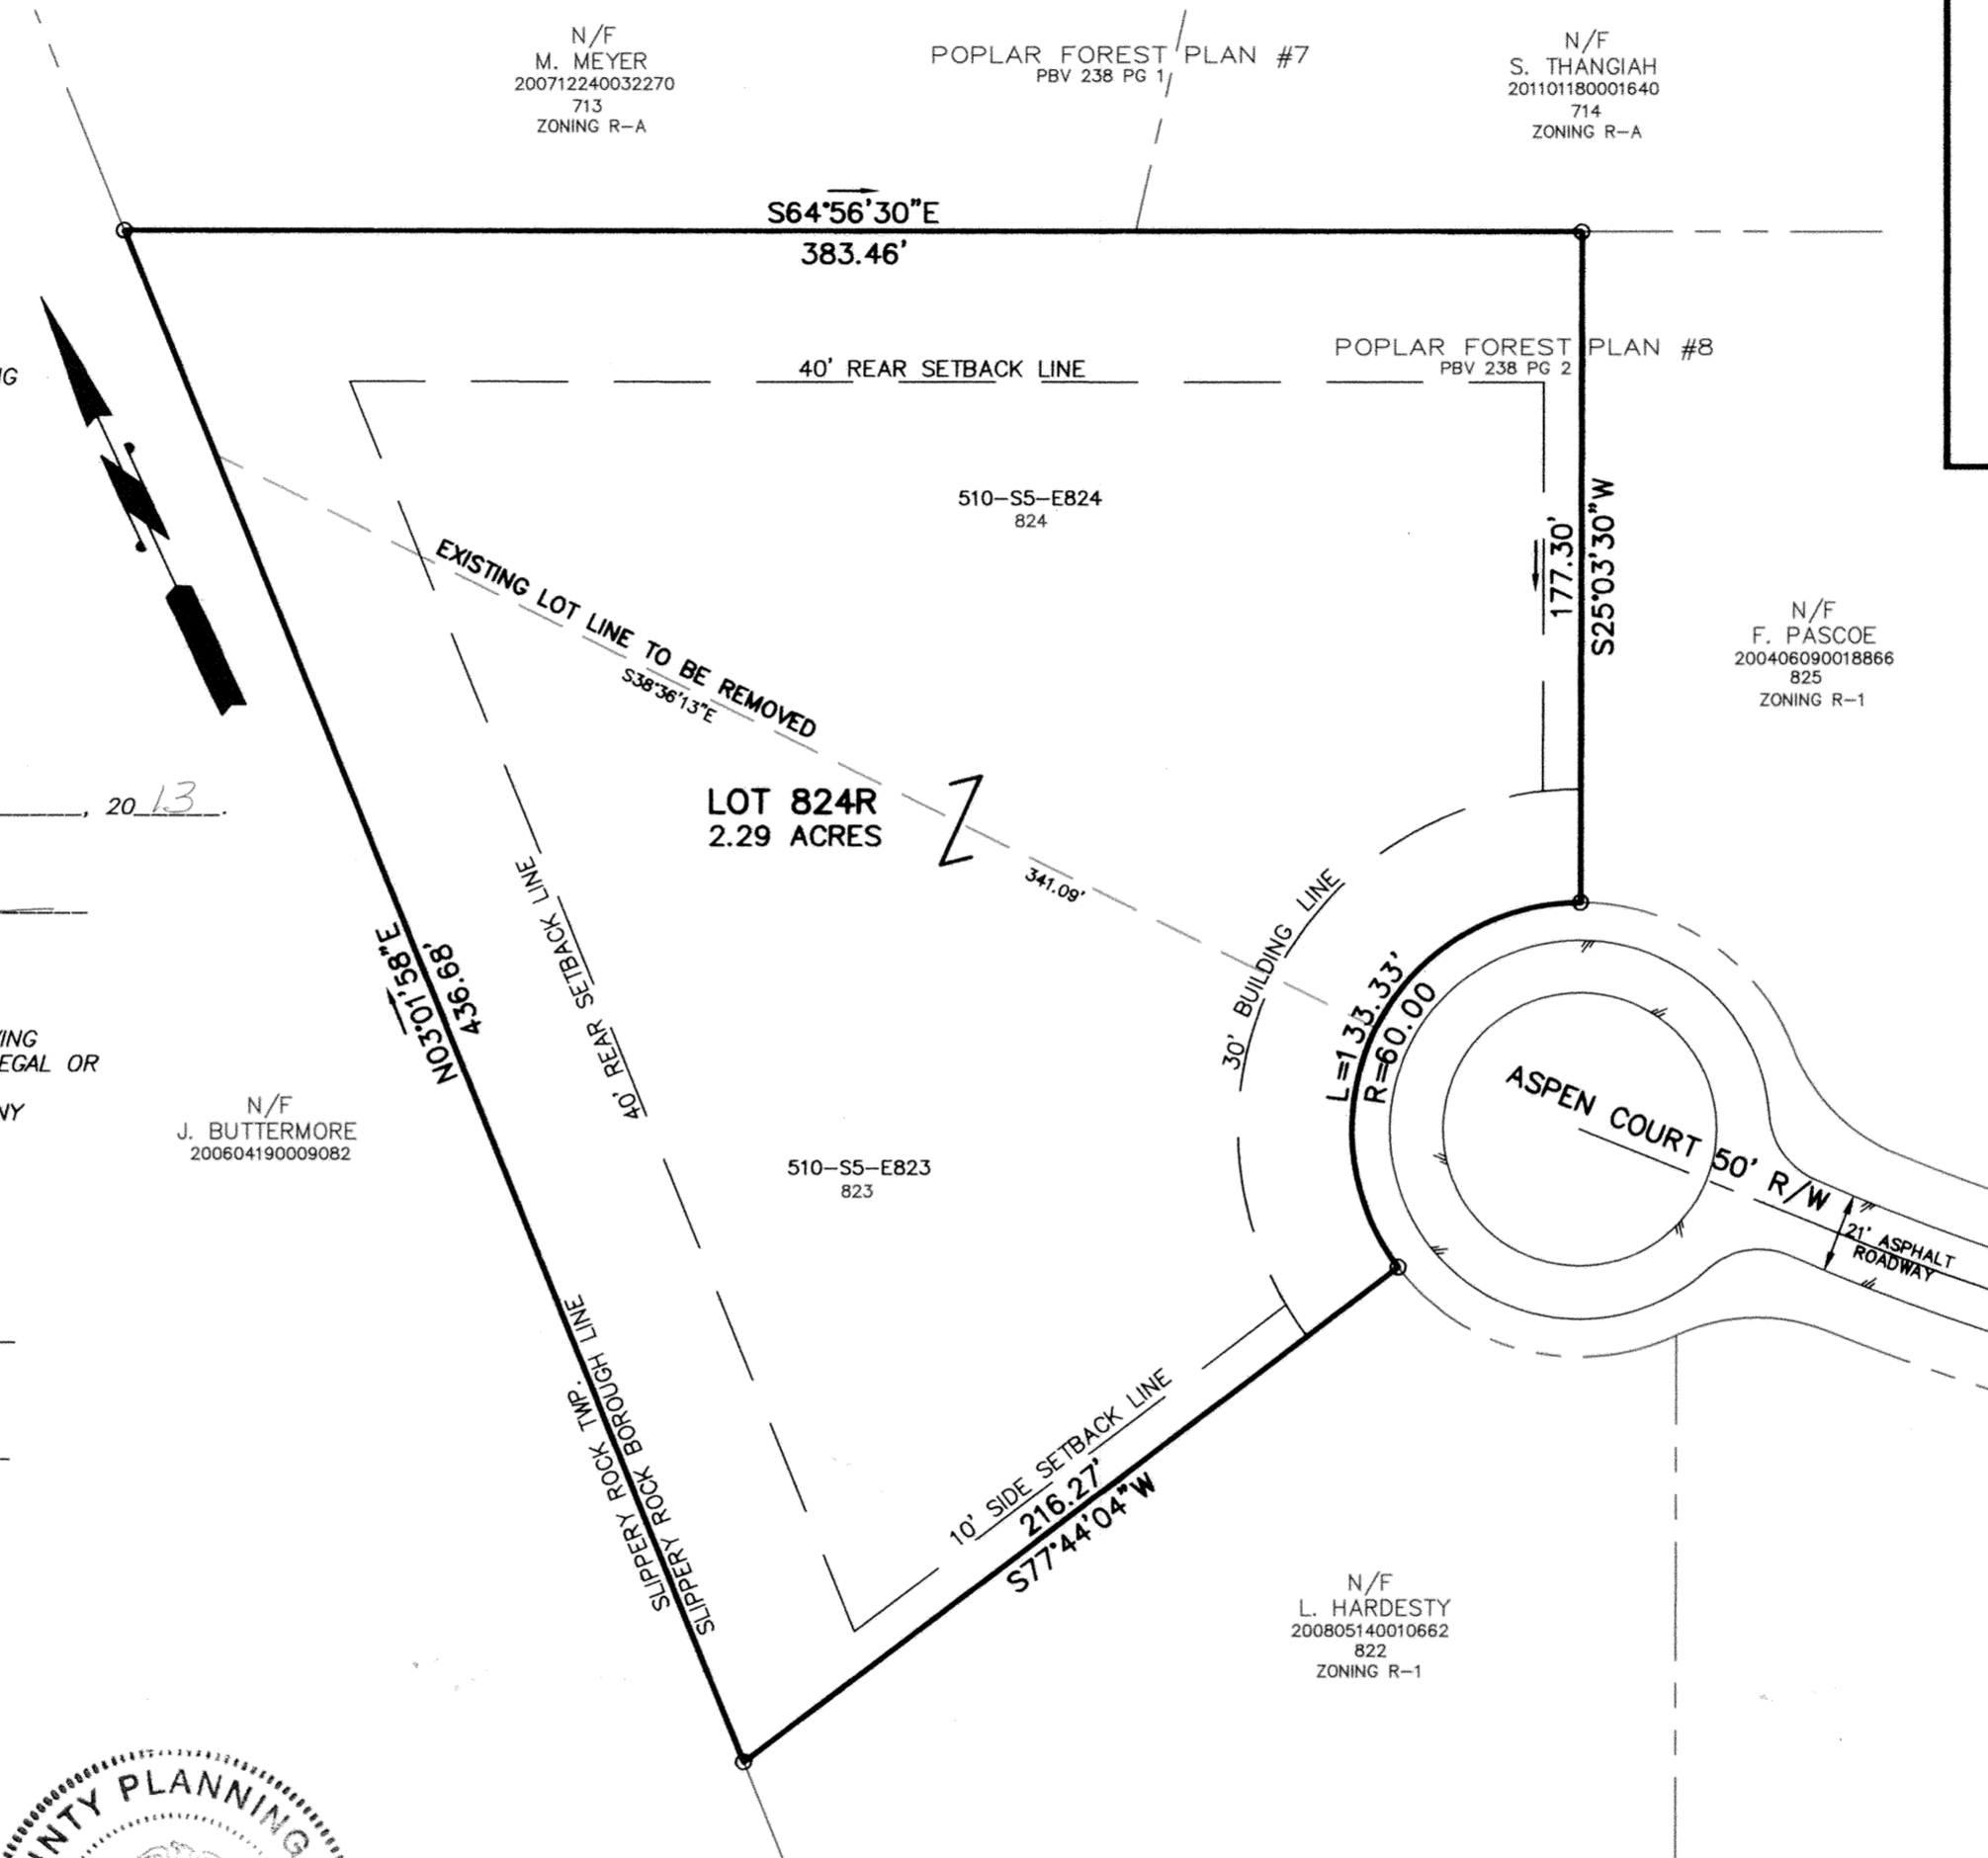 N/F
M. MEYER
200712240032270
713
ZONING R-A
POPLAR FOREST PLAN #7
PBV 238 PG 1
N/F
S. THANGIAH
201101180001640
714
ZONING R-A
S64°56'30"E
383.46'
40' REAR SETBACK LINE
POPLAR FOREST PLAN #8
PBV 238 PG 2
510-S5-E824
824
177.30'
S25°03'30"W
EXISTING LOT LINE TO BE REMOVED
S38°36'13"E
341.09'
N/F
F. PASCOE
200406090018866
825
ZONING R-1
, 2013.
LOT 824R
2.29 ACRES
30' BUILDING LINE
L=133.33'
R=60.00
N03°01'58"E
436.68'
40' REAR SETBACK LINE
ASPEN COURT 50' R/W
21' ASPHALT
ROADWAY
EGAL OR
N/F
J. BUTTERMORE
200604190009082
510-S5-E823
823
SLIPPERY ROCK TWP.
SLIPPERY ROCK BOROUGH LINE
10' SIDE SETBACK LINE
216.27'
S77°44'04"W
N/F
L. HARDESTY
200805140010662
822
ZONING R-1
NTY PLANNING